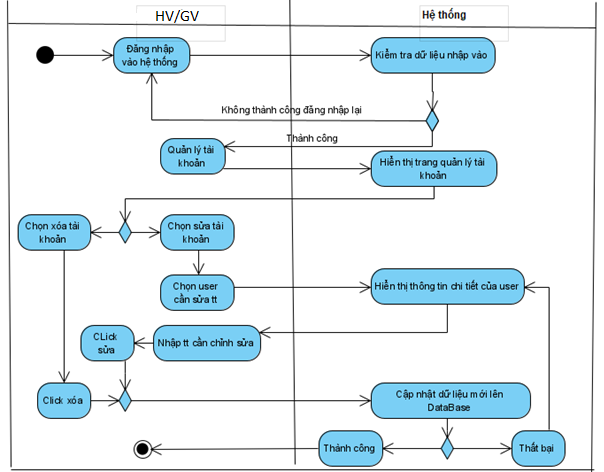 HV/GV
Hệ thống
Đăng nhập
vào hệ thống
Kiểm tra dữ liệu nhập vào
Không thành công đăng nhập lại
Thành công
Quản lý tài
khoản
Hiển thị trang quản lý tài
khoản
Chọn xóa tài
khoản
Chọn sửa tài
khoản
Chọn user
cần sửa tt
Hiển thị thông tin chi tiết của user
CLick
sửa
Nhập tt cần chỉnh sửa
Click xóa
Cập nhật dữ liệu mới lên
DataBase
Thành công
Thất bại